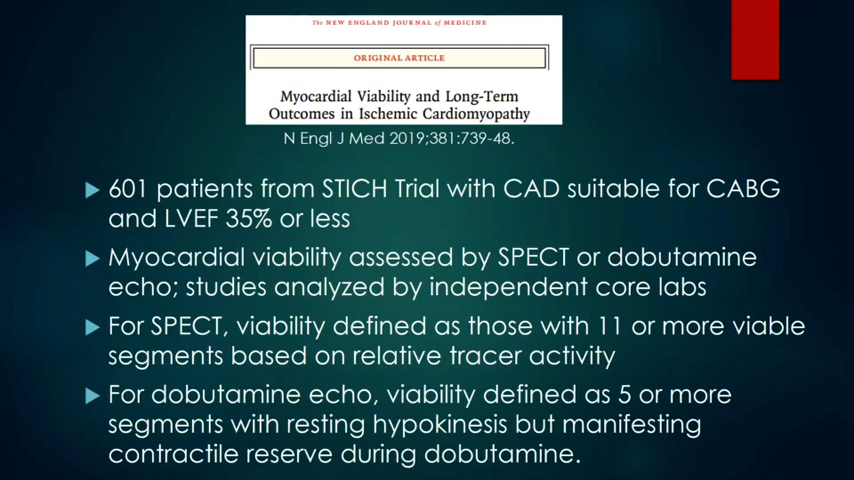 The NEW ENGLAND JOURNAL of MEDICINE
ORIGINAL ARTICLE
Myocardial Viability and Long-Term
Outcomes in Ischemic Cardiomyopathy
N Engl J Med 2019;381:739-48.
601 patients from STICH Trial with CAD suitable for CABG
and LVEF 35% or less
Myocardial viability assessed by SPECT or dobutamine
echo; studies analyzed by independent core labs
For SPECT, viability defined as those with 11 or more viable
segments based on relative tracer activity
For dobutamine echo, viability defined as 5 or more
segments with resting hypokinesis but manifesting
contractile reserve during dobutamine.